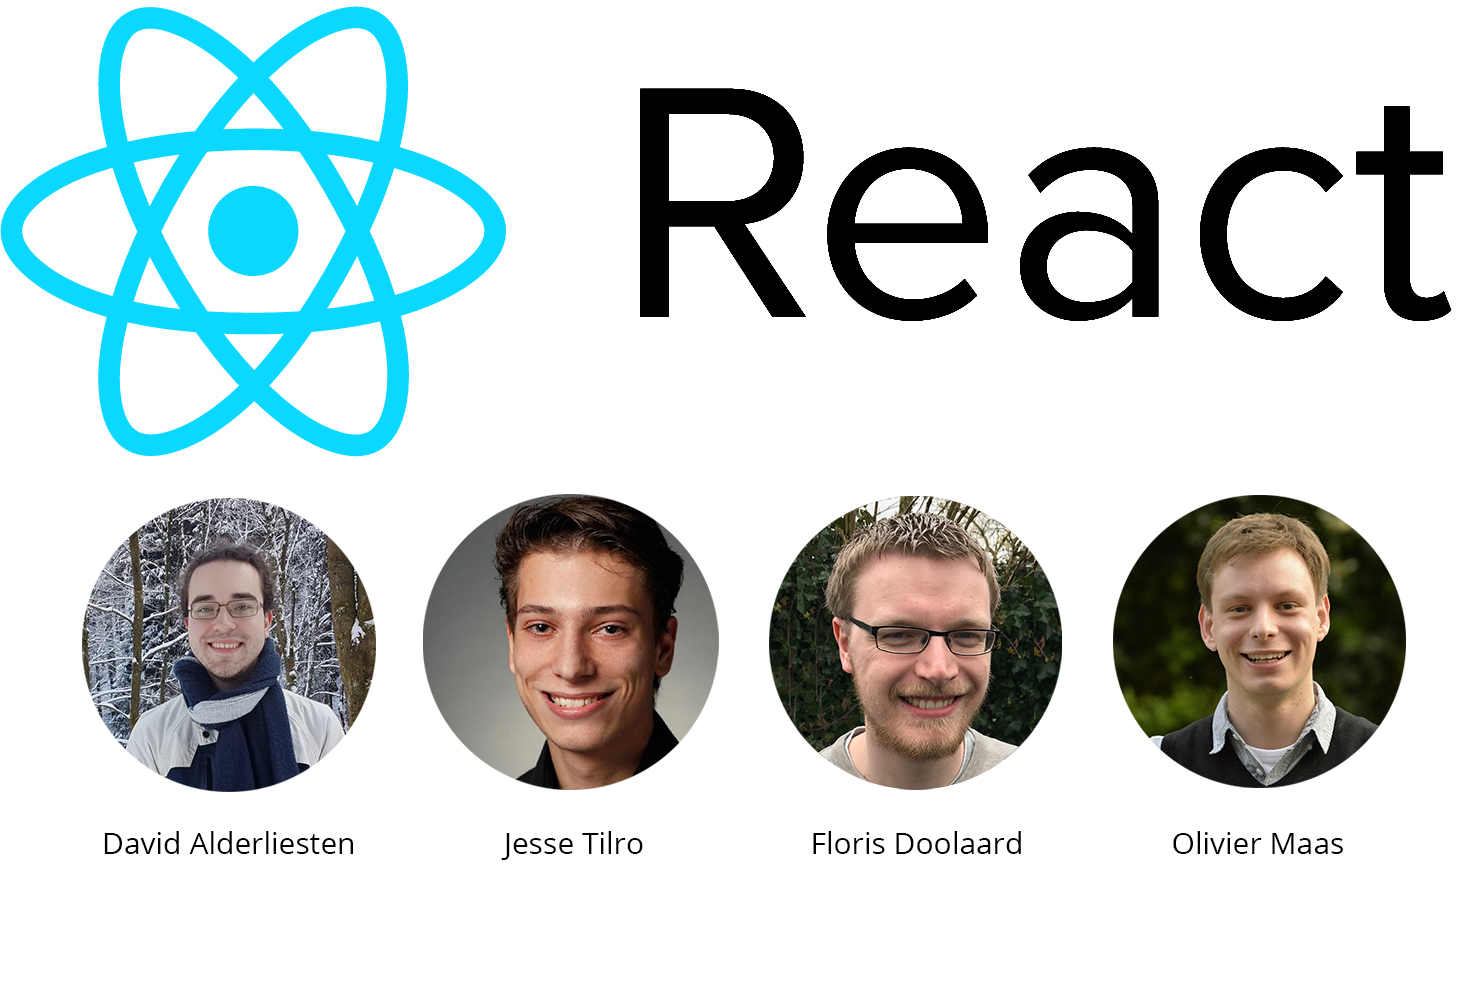 React
David Alderliesten
Jesse Tilro
Floris Doolaard
Olivier Maas